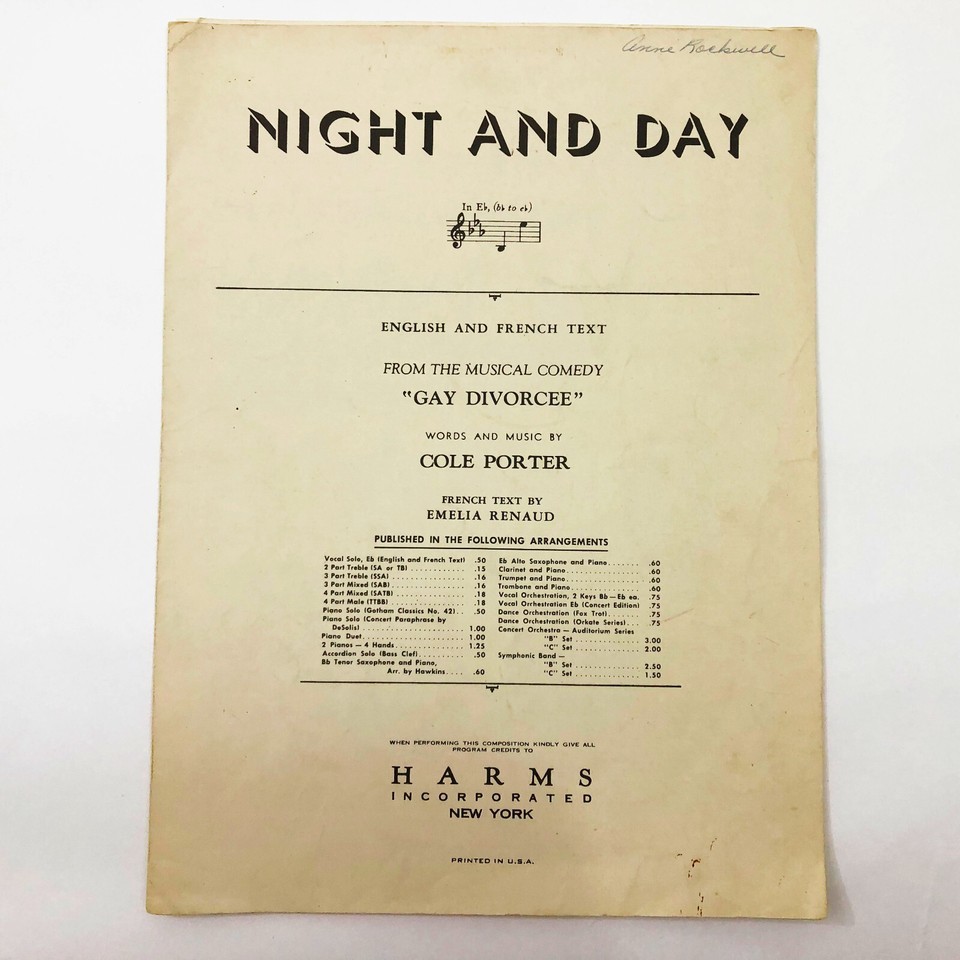 Anne Rockwell
NIGHT AND DAY
In E♭, (b♭ to e♭)
ENGLISH AND FRENCH TEXT
FROM THE MUSICAL COMEDY
"GAY DIVORCEE"
WORDS AND MUSIC BY
COLE PORTER
FRENCH TEXT BY
EMELIA RENAUD
PUBLISHED IN THE FOLLOWING ARRANGEMENTS
Vocal Solo, Eb (English and French Text) .50
2 Part Treble (SA or TB) .......... .15
3 Part Treble (SSA) .......... .16
3 Part Mixed (SAB) .......... .16
4 Part Mixed (SATB) .......... .18
4 Part Male (TTBB) .......... .18
Piano Solo (Gotham Classics No. 42).. .50
Piano Solo (Concert Paraphrase by
DeSolis) .......... 1.00
Piano Duet.......... 1.00
2 Pianos — 4 Hands.......... 1.25
Accordion Solo (Bass Clef).......... .50
Bb Tenor Saxophone and Piano,
Arr. by Hawkins.... .60
Eb Alto Saxophone and Piano....... .60
Clarinet and Piano.......... .60
Trumpet and Piano.......... .60
Trombone and Piano.......... .60
Vocal Orchestration, 2 Keys Bb — Eb ea. .75
Vocal Orchestration Eb (Concert Edition) .75
Dance Orchestration (Fox Trot)...... .75
Dance Orchestration (Orkate Series).... .75
Concert Orchestra — Auditorium Series
"B" Set .......... 3.00
"C" Set .......... 2.00
Symphonic Band —
"B" Set .......... 2.50
"C" Set .......... 1.50
WHEN PERFORMING THIS COMPOSITION KINDLY GIVE ALL
PROGRAM CREDITS TO
HARMS
INCORPORATED
NEW YORK
PRINTED IN U.S.A.